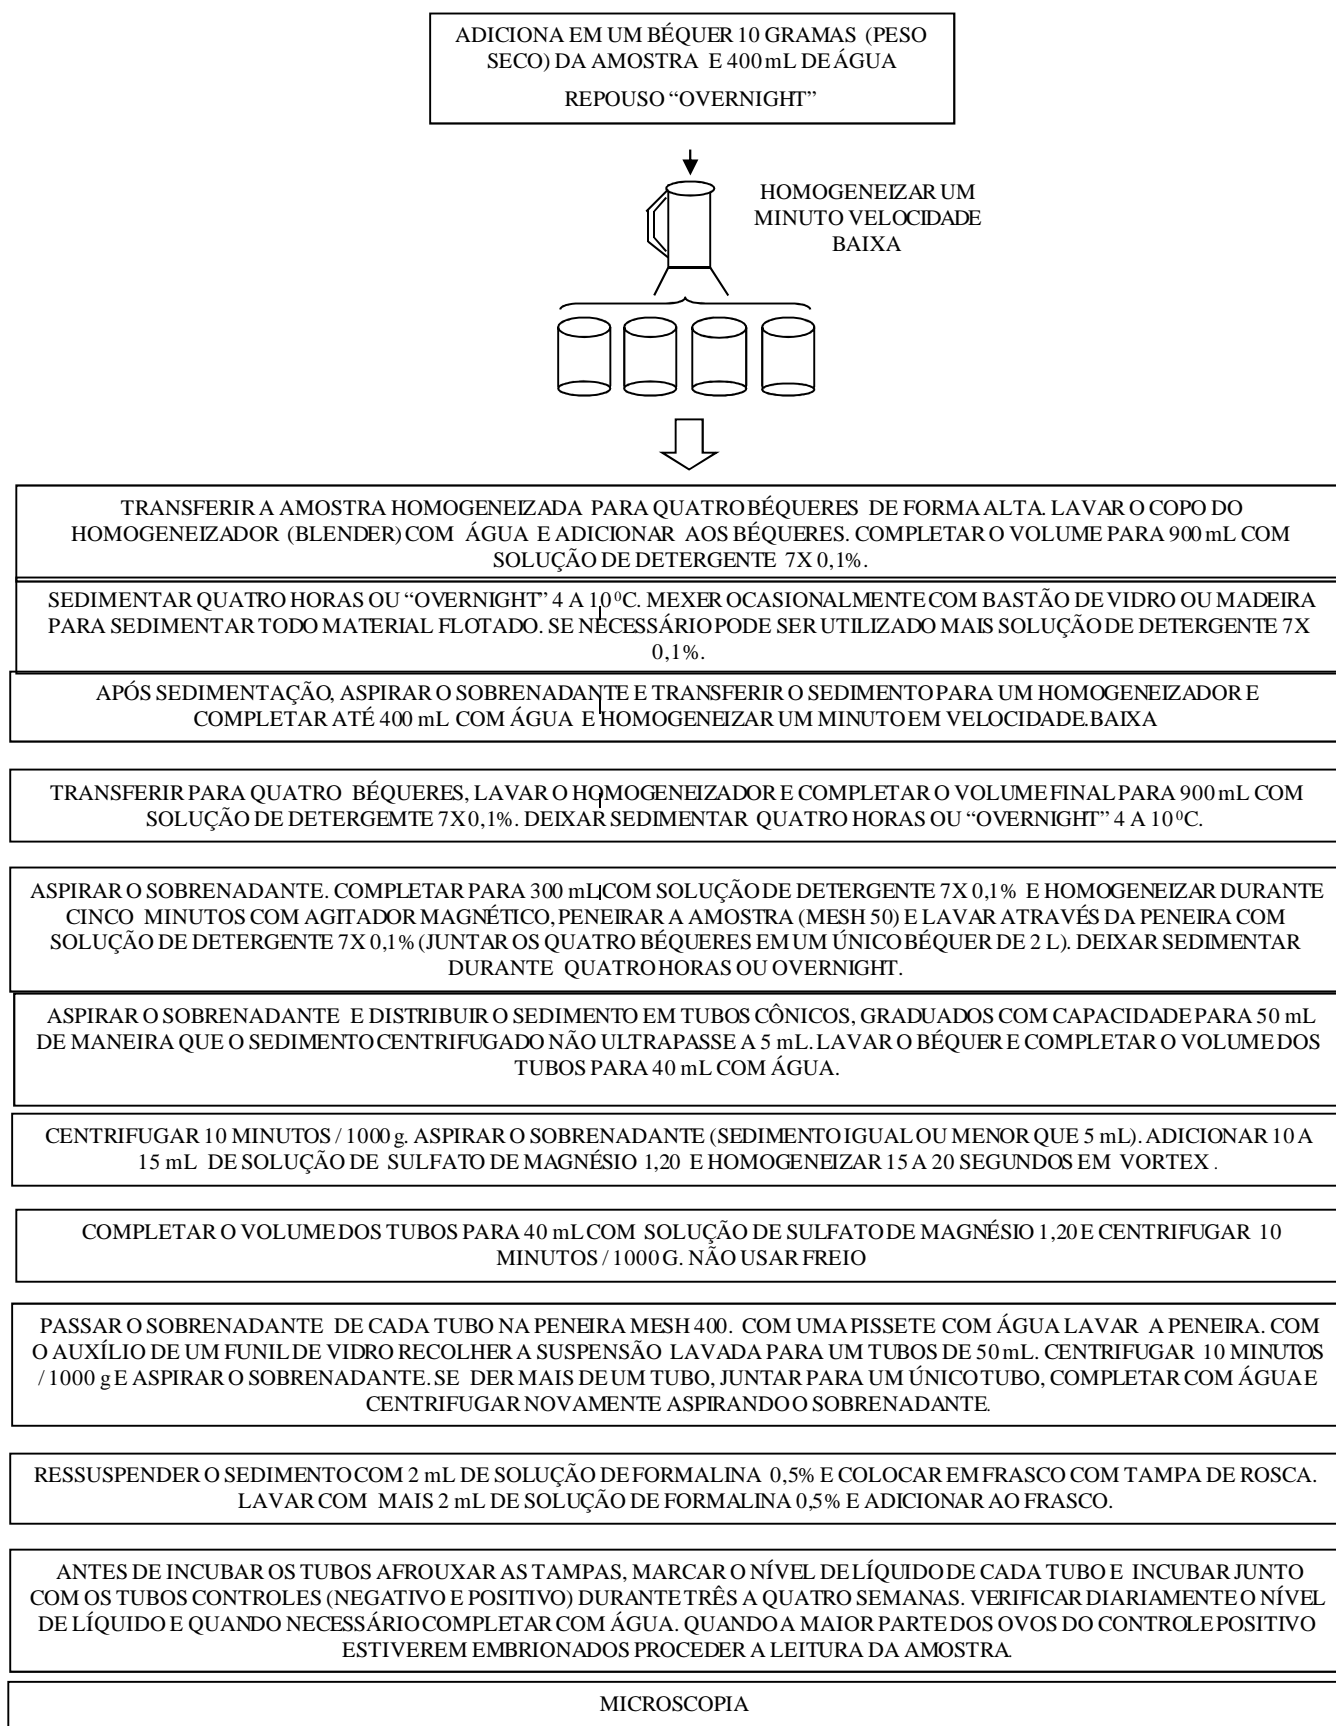 ADICIONA EM UM BÉQUER 10 GRAMAS (PESO
SECO) DA AMOSTRA E 400 mL DE ÁGUA
REPOUSO “OVERNIGHT”
HOMOGENEIZAR UM
MINUTO VELOCIDADE
BAIXA
TRANSFERIR A AMOSTRA HOMOGENEIZADA PARA QUATRO BÉQUERES DE FORMA ALTA. LAVAR O COPO DO
HOMOGENEIZADOR (BLENDER) COM ÁGUA E ADICIONAR AOS BÉQUERES. COMPLETAR O VOLUME PARA 900 mL COM
SOLUÇÃO DE DETERGENTE 7X 0,1%.
SEDIMENTAR QUATRO HORAS OU “OVERNIGHT” 4 A 10⁰C. MEXER OCASIONALMENTE COM BASTÃO DE VIDRO OU MADEIRA
PARA SEDIMENTAR TODO MATERIAL FLOTADO. SE NECESSÁRIO PODE SER UTILIZADO MAIS SOLUÇÃO DE DETERGENTE 7X
0,1%.
APÓS SEDIMENTAÇÃO, ASPIRAR O SOBRENADANTE E TRANSFERIR O SEDIMENTO PARA UM HOMOGENEIZADOR E
COMPLETAR ATÉ 400 mL COM ÁGUA E HOMOGENEIZAR UM MINUTO EM VELOCIDADE.BAIXA
TRANSFERIR PARA QUATRO BÉQUERES, LAVAR O HOMOGENEIZADOR E COMPLETAR O VOLUME FINAL PARA 900 mL COM
SOLUÇÃO DE DETERGEMTE 7X 0,1%. DEIXAR SEDIMENTAR QUATRO HORAS OU “OVERNIGHT” 4 A 10⁰C.
ASPIRAR O SOBRENADANTE. COMPLETAR PARA 300 mL COM SOLUÇÃO DE DETERGENTE 7X 0,1% E HOMOGENEIZAR DURANTE
CINCO MINUTOS COM AGITADOR MAGNÉTICO, PENEIRAR A AMOSTRA (MESH 50) E LAVAR ATRAVÉS DA PENEIRA COM
SOLUÇÃO DE DETERGENTE 7X 0,1% (JUNTAR OS QUATRO BÉQUERES EM UM ÚNICO BÉQUER DE 2 L). DEIXAR SEDIMENTAR
DURANTE QUATRO HORAS OU OVERNIGHT.
ASPIRAR O SOBRENADANTE E DISTRIBUIR O SEDIMENTO EM TUBOS CÔNICOS, GRADUADOS COM CAPACIDADE PARA 50 mL
DE MANEIRA QUE O SEDIMENTO CENTRIFUGADO NÃO ULTRAPASSE A 5 mL. LAVAR O BÉQUER E COMPLETAR O VOLUME DOS
TUBOS PARA 40 mL COM ÁGUA.
CENTRIFUGAR 10 MINUTOS / 1000 g. ASPIRAR O SOBRENADANTE (SEDIMENTO IGUAL OU MENOR QUE 5 mL). ADICIONAR 10 A
15 mL DE SOLUÇÃO DE SULFATO DE MAGNÉSIO 1,20 E HOMOGENEIZAR 15 A 20 SEGUNDOS EM VORTEX .
COMPLETAR O VOLUME DOS TUBOS PARA 40 mL COM SOLUÇÃO DE SULFATO DE MAGNÉSIO 1,20 E CENTRIFUGAR 10
MINUTOS / 1000 G. NÃO USAR FREIO
PASSAR O SOBRENADANTE DE CADA TUBO NA PENEIRA MESH 400. COM UMA PISSETE COM ÁGUA LAVAR A PENEIRA. COM
O AUXÍLIO DE UM FUNIL DE VIDRO RECOLHER A SUSPENSÃO LAVADA PARA UM TUBOS DE 50 mL. CENTRIFUGAR 10 MINUTOS
/ 1000 g E ASPIRAR O SOBRENADANTE. SE DER MAIS DE UM TUBO, JUNTAR PARA UM ÚNICO TUBO, COMPLETAR COM ÁGUA E
CENTRIFUGAR NOVAMENTE ASPIRANDO O SOBRENADANTE.
RESSUSPENDER O SEDIMENTO COM 2 mL DE SOLUÇÃO DE FORMALINA 0,5% E COLOCAR EM FRASCO COM TAMPA DE ROSCA.
LAVAR COM MAIS 2 mL DE SOLUÇÃO DE FORMALINA 0,5% E ADICIONAR AO FRASCO.
ANTES DE INCUBAR OS TUBOS AFROUXAR AS TAMPAS, MARCAR O NÍVEL DE LÍQUIDO DE CADA TUBO E INCUBAR JUNTO
COM OS TUBOS CONTROLES (NEGATIVO E POSITIVO) DURANTE TRÊS A QUATRO SEMANAS. VERIFICAR DIARIAMENTE O NÍVEL
DE LÍQUIDO E QUANDO NECESSÁRIO COMPLETAR COM ÁGUA. QUANDO A MAIOR PARTE DOS OVOS DO CONTROLE POSITIVO
ESTIVEREM EMBRIONADOS PROCEDER A LEITURA DA AMOSTRA.
MICROSCOPIA